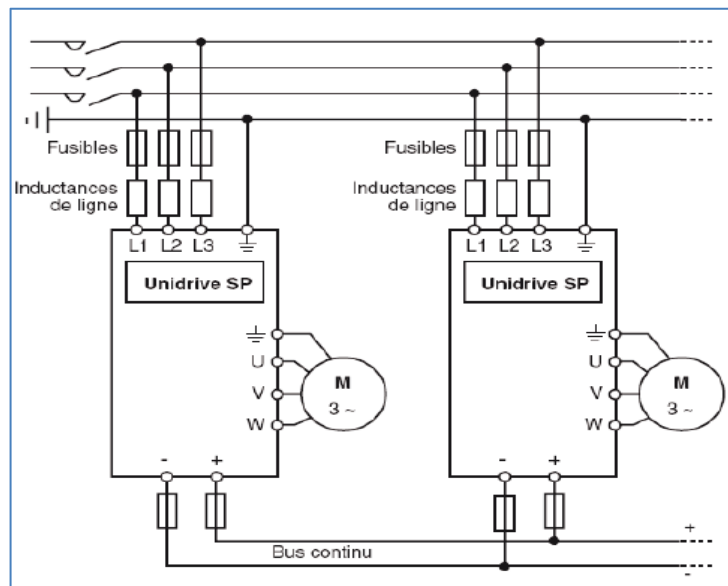 Fusibles
Fusibles
Inductances
de ligne
Inductances
de ligne
L1 L2 L3
L1 L2 L3
Unidrive SP
Unidrive SP
U
V
W
M
3 ~
U
V
W
M
3 ~
- +
- +
Bus continu
+
-